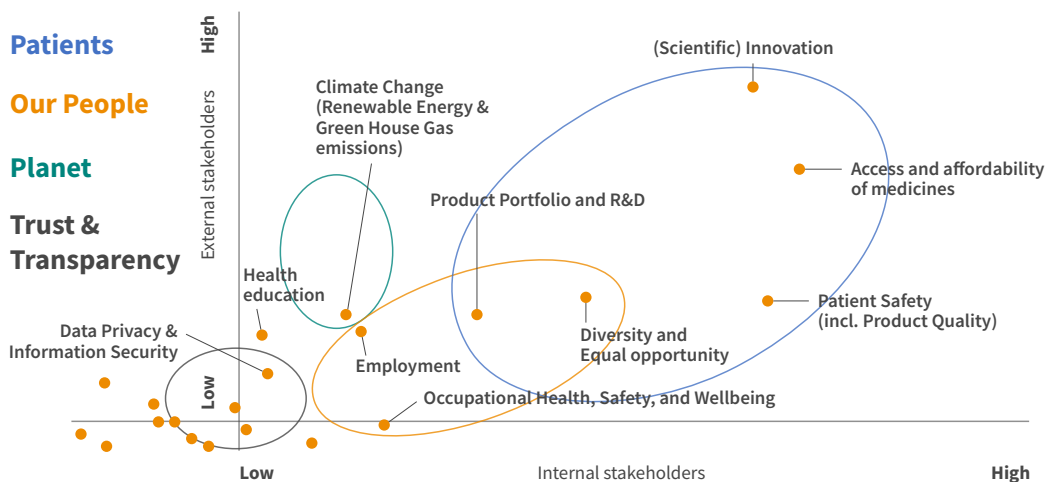 Patients
Our People
Planet
Trust &
Transparency
High
External stakeholders
Low
(Scientific) Innovation
Climate Change
(Renewable Energy &
Green House Gas
emissions)
Access and affordability
of medicines
Product Portfolio and R&D
Health
education
Patient Safety
(incl. Product Quality)
Data Privacy &
Information Security
Diversity and
Equal opportunity
Employment
Occupational Health, Safety, and Wellbeing
Low
Internal stakeholders
High